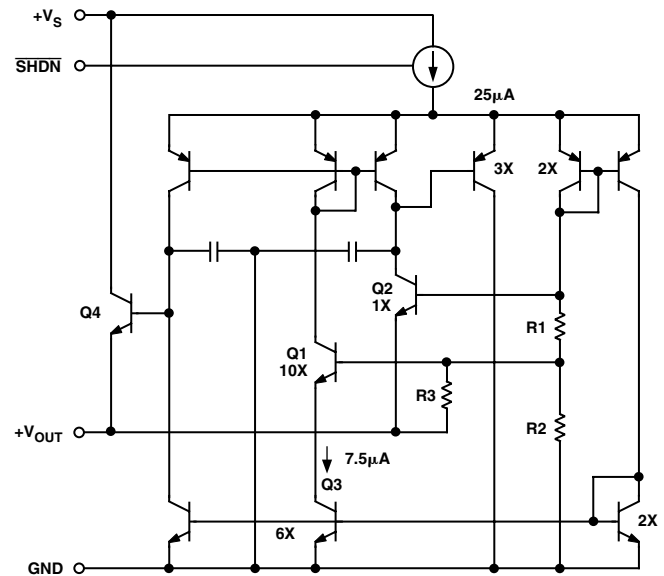 +VS
SHDN
25µA
3X
2X
Q2
1X
Q4
R1
Q1
10X
R3
R2
+VOUT
7.5µA
Q3
6X
2X
GND